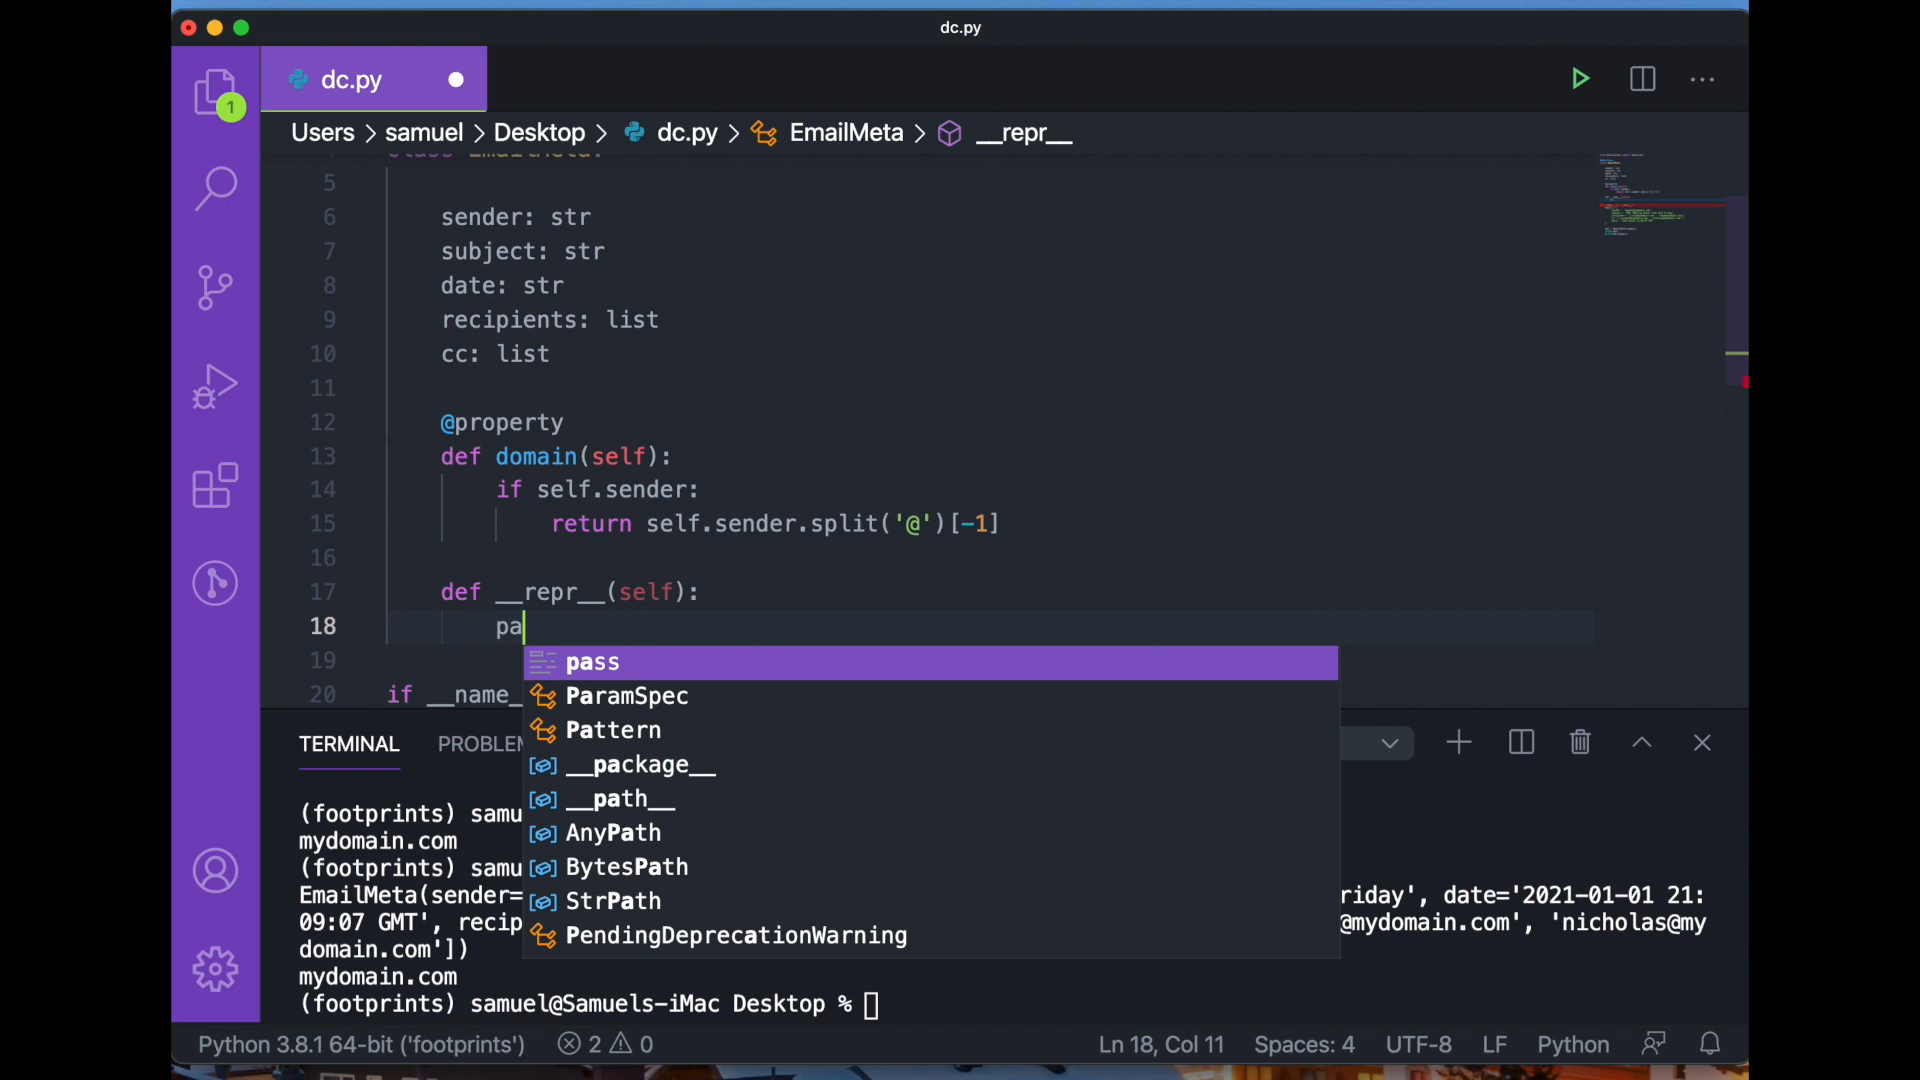 dc.py
dc.py
1
Users > samuel > Desktop > dc.py > EmailMeta > __repr__
class EmailMeta:
5
6 sender: str
7 subject: str
8 date: str
9 recipients: list
10 cc: list
11
12 @property
13 def domain(self):
14 if self.sender:
15 return self.sender.split('@')[-1]
16
17 def __repr__(self):
18 pa
19
20 if __name_
pass
ParamSpec
Pattern
__package__
__path__
AnyPath
BytesPath
StrPath
PendingDeprecationWarning
TERMINAL PROBLEM
(footprints) samu
mydomain.com
(footprints) samu
EmailMeta(sender= riday', date='2021-01-01 21:
09:07 GMT', recip @mydomain.com', 'nicholas@my
domain.com'])
mydomain.com
(footprints) samuel@Samuels-iMac Desktop %
Python 3.8.1 64-bit ('footprints') 2 0 Ln 18, Col 11 Spaces: 4 UTF-8 LF Python